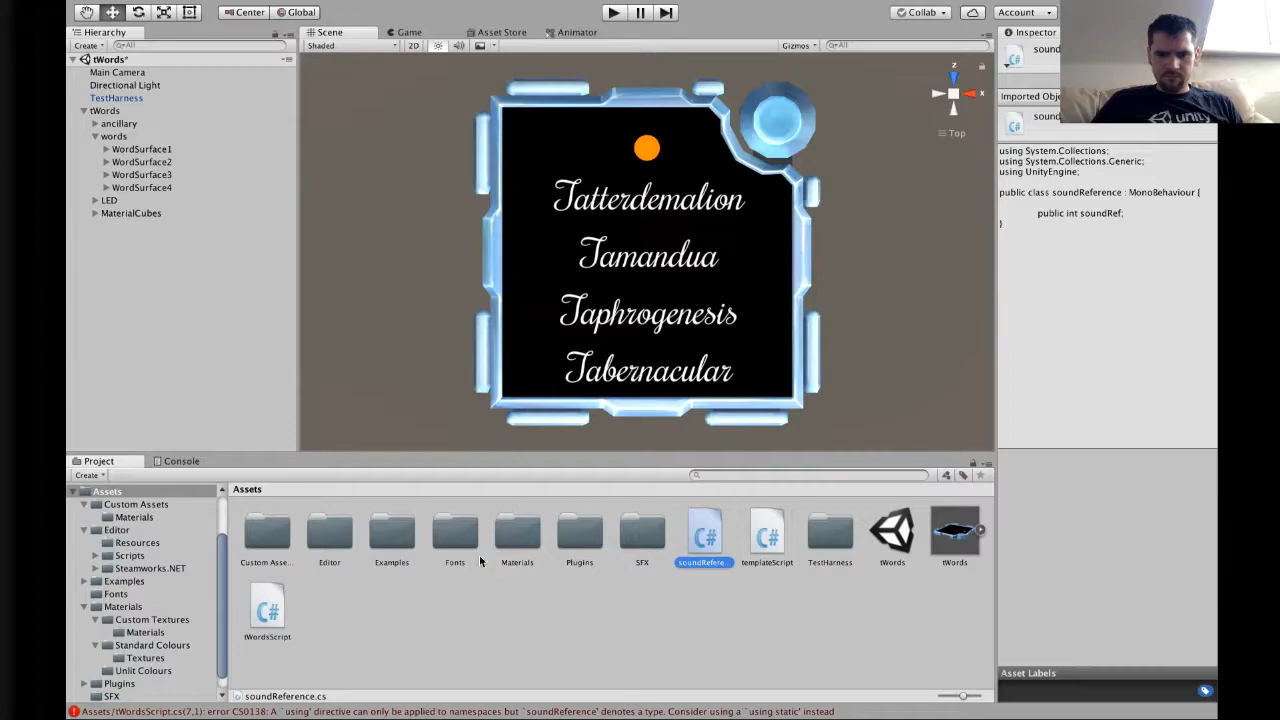 Center Global Collab Account
Hierarchy Scene Game Asset Store Animator Inspector
Create All Shaded 2D Gizmos All
tWords*
Main Camera
Directional Light
TestHarness
tWords
ancillary
words
WordSurface1
WordSurface2
WordSurface3
WordSurface4
LED
MaterialCubes
z
x
Top
Tatterdemalion
Tamandua
Taphrogenesis
Tabernacular
unity
soun
Imported Obje
soun
using System.Collections;
using System.Collections.Generic;
using UnityEngine;
public class soundReference : MonoBehaviour {
public int soundRef;
}
Project Console
Create
Assets
Custom Assets
Materials
Editor
Resources
Scripts
Steamworks.NET
Examples
Fonts
Materials
Custom Textures
Materials
Standard Colours
Textures
Unlit Colours
Plugins
SFX
Assets
C# C#
Custom Asse... Editor Examples Fonts Materials Plugins SFX soundRefere... templateScript TestHarness tWords tWords
C#
tWordsScript
soundReference.cs
Asset Labels
Assets/tWordsScript.cs(7,1): error CS0138: A `using' directive can only be applied to namespaces but `soundReference' denotes a type. Consider using a `using static' instead